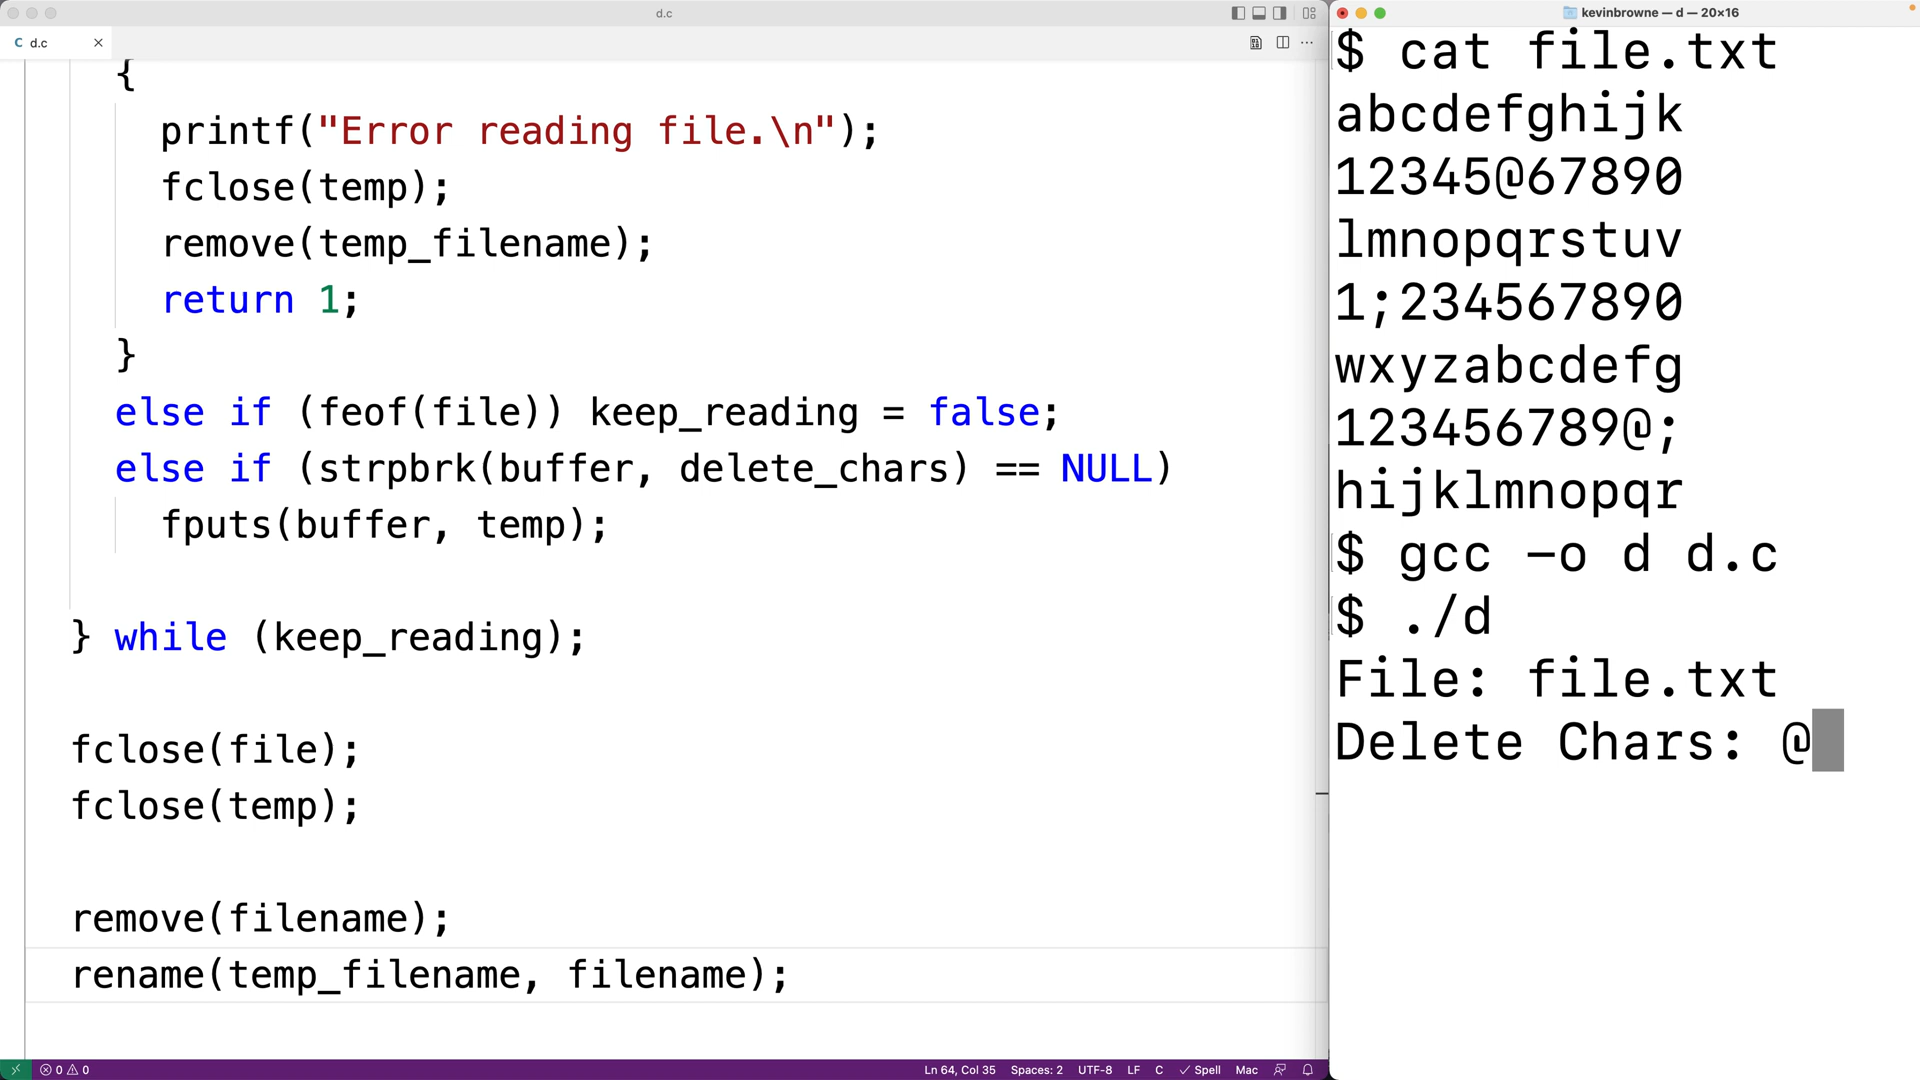 d.c
C d.c
{
printf("Error reading file.\n");
fclose(temp);
remove(temp_filename);
return 1;
}
else if (feof(file)) keep_reading = false;
else if (strpbrk(buffer, delete_chars) == NULL)
fputs(buffer, temp);
} while (keep_reading);
fclose(file);
fclose(temp);
remove(filename);
rename(temp_filename, filename);
0 0 Ln 64, Col 35 Spaces: 2 UTF-8 LF C Spell Mac
kevinbrowne — d — 20×16
$ cat file.txt
abcdefghijk
12345@67890
lmnopqrstuv
1;234567890
wxyzabcdefg
123456789@;
hijklmnopqr
$ gcc -o d d.c
$ ./d
File: file.txt
Delete Chars: @